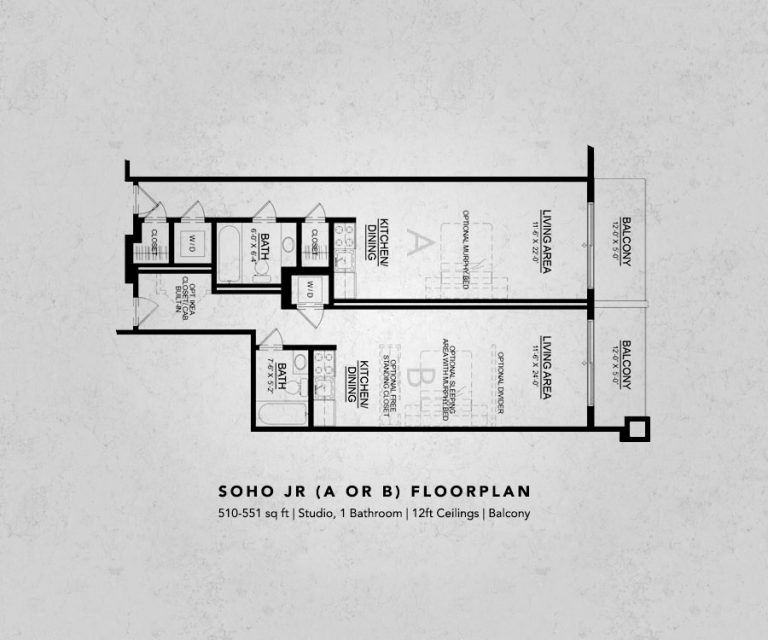 CLOSET
W/D
BATH
6'-0" X 6'-4"
CLOSET
KITCHEN/
DINING
A
OPTIONAL MURPHY BED
LIVING AREA
11'-6" X 22'-0"
BALCONY
12'-0" X 5'-0"
OPT. IKEA
CLOSET/CAB
BUILT-IN
W/D
BATH
7'-6" X 5'-2"
KITCHEN/
DINING
OPTIONAL FREE
STANDING CLOSET
B
OPTIONAL SLEEPING
AREA WITH MURPHY BED
OPTIONAL DIVIDER
LIVING AREA
11'-6" X 24'-0"
BALCONY
12'-0" X 5'-0"
SOHO JR (A OR B) FLOORPLAN
510-551 sq ft | Studio, 1 Bathroom | 12ft Ceilings | Balcony